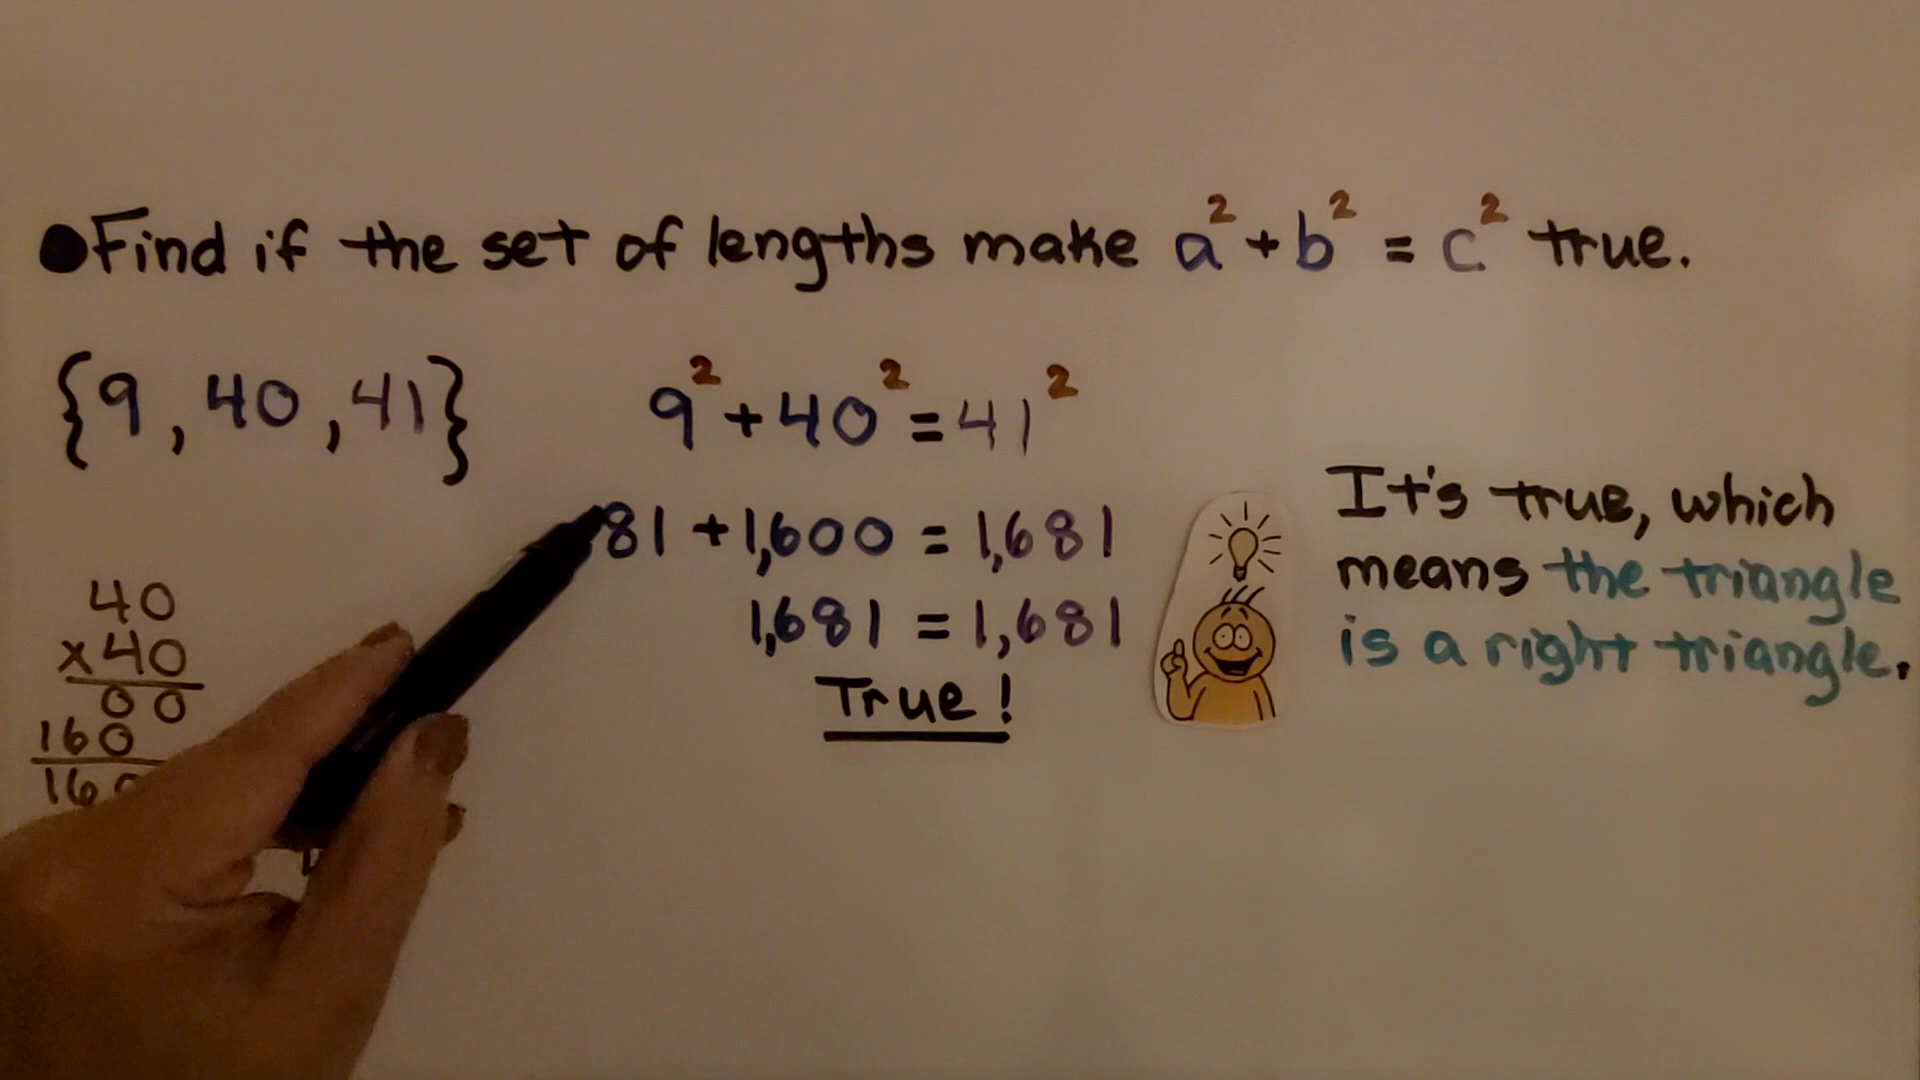 ●Find if the set of lengths make a² + b² = c² true.
{9, 40, 41}
9² + 40² = 41²
81 + 1,600 = 1,681
1,681 = 1,681
True!
It's true, which
means the triangle
is a right triangle.
40
x40
00
160
160